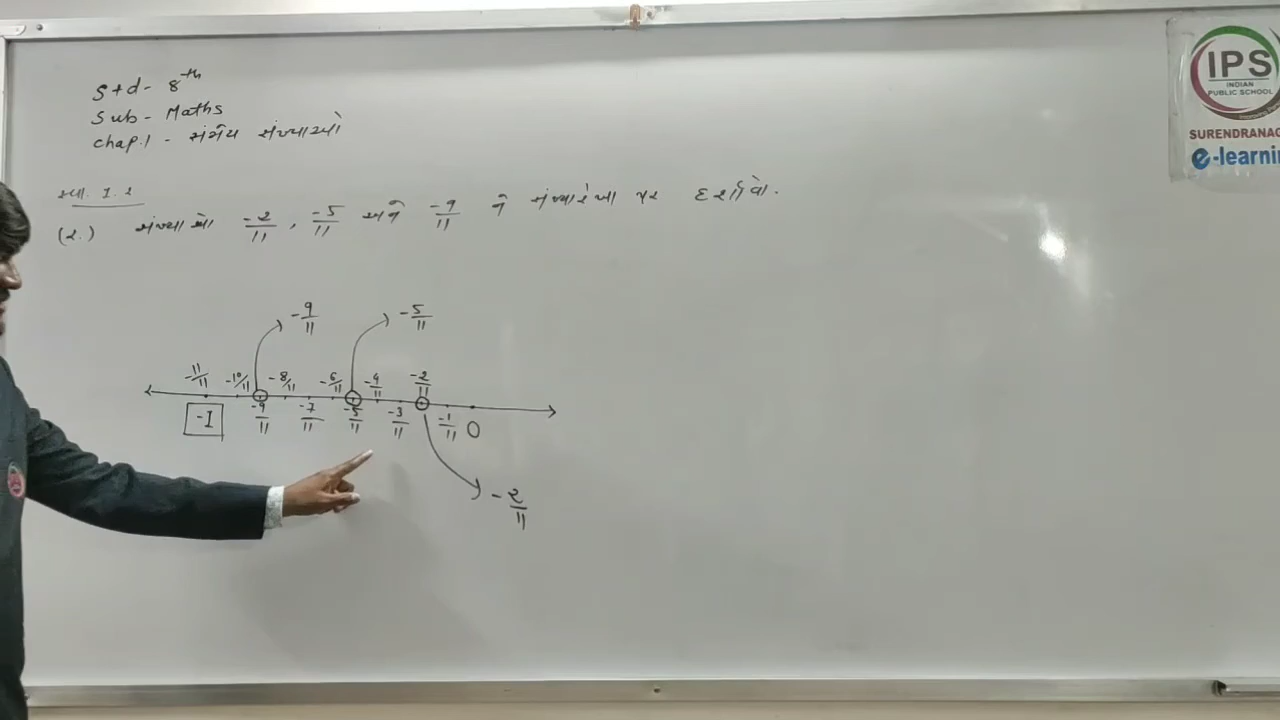 Std - 8th
Sub - Maths
Chap.1 - સંમેય સંખ્યાઓ
સ્વા. 1.2
(2.) સંખ્યાઓ -2/11, -5/11 અને -9/11 ને સંખ્યારેખા પર દર્શાવો.
-9/11 -5/11
-11/11 -10/11 -8/11 -6/11 -4/11 -2/11
-1 -9/11 -7/11 -5/11 -3/11 -1/11 0
-2/11
IPS
INDIAN
PUBLIC SCHOOL